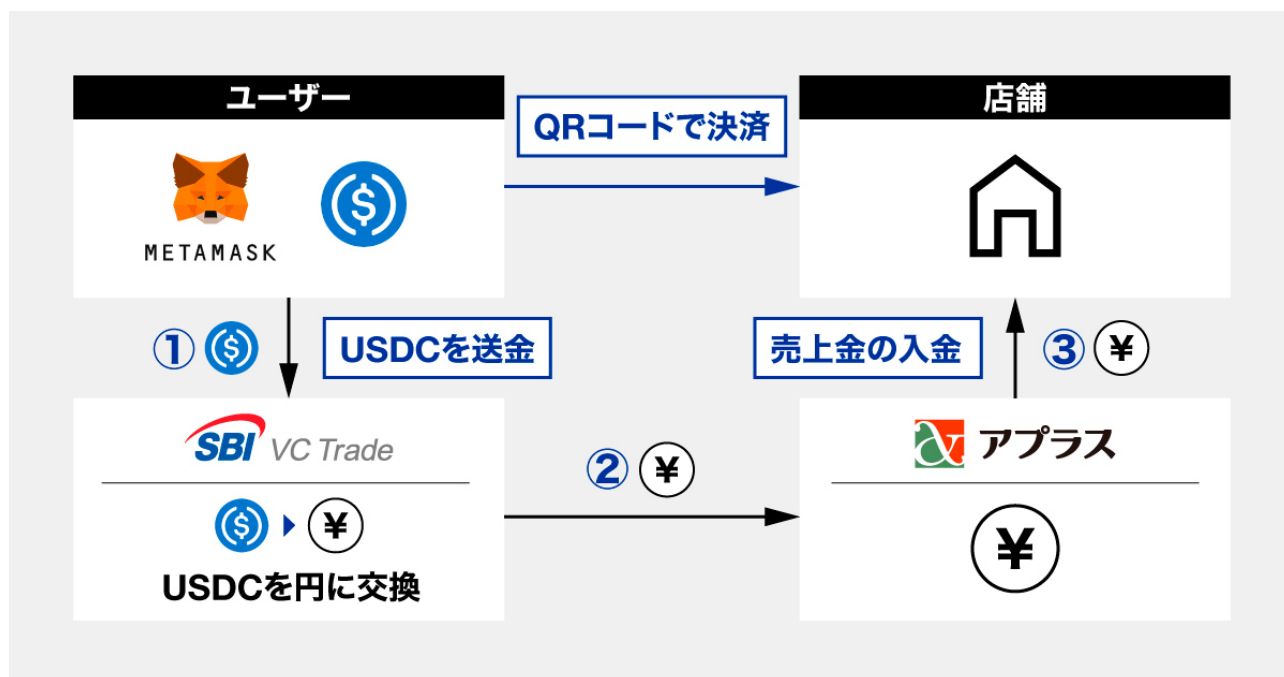 ユーザー
METAMASK
QRコードで決済
店舗
①
USDCを送金
売上金の入金
③ ¥
SBI VC Trade
¥
USDCを円に交換
② ¥
アプラス
¥